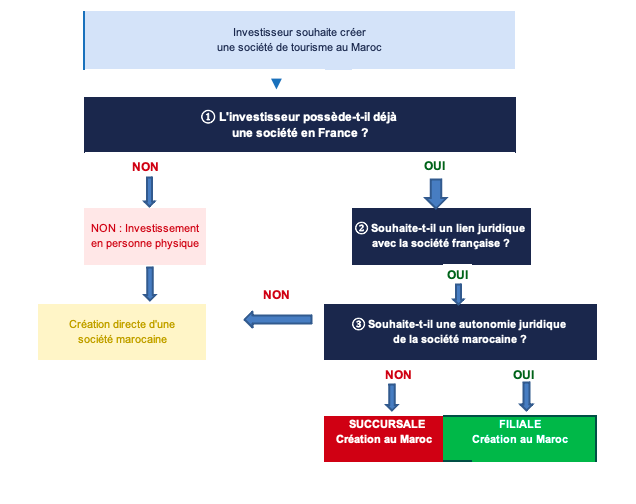 Investisseur souhaite créer
une société de tourisme au Maroc
① L'investisseur possède-t-il déjà
une société en France ?
NON
OUI
NON : Investissement
en personne physique
② Souhaite-t-il un lien juridique
avec la société française ?
OUI
NON
Création directe d'une
société marocaine
③ Souhaite-t-il une autonomie juridique
de la société marocaine ?
NON
OUI
SUCCURSALE
Création au Maroc
FILIALE
Création au Maroc